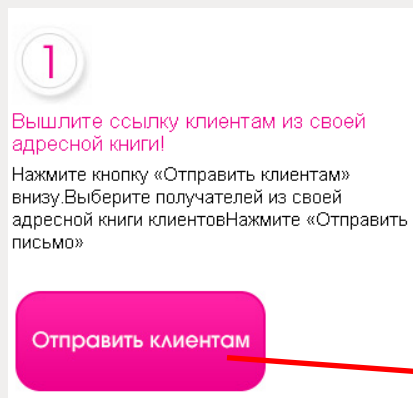 1
Вышлите ссылку клиентам из своей
адресной книги!
Нажмите кнопку «Отправить клиентам»
внизу.Выберите получателей из своей
адресной книги клиентовНажмите «Отправить
письмо»
Отправить клиентам